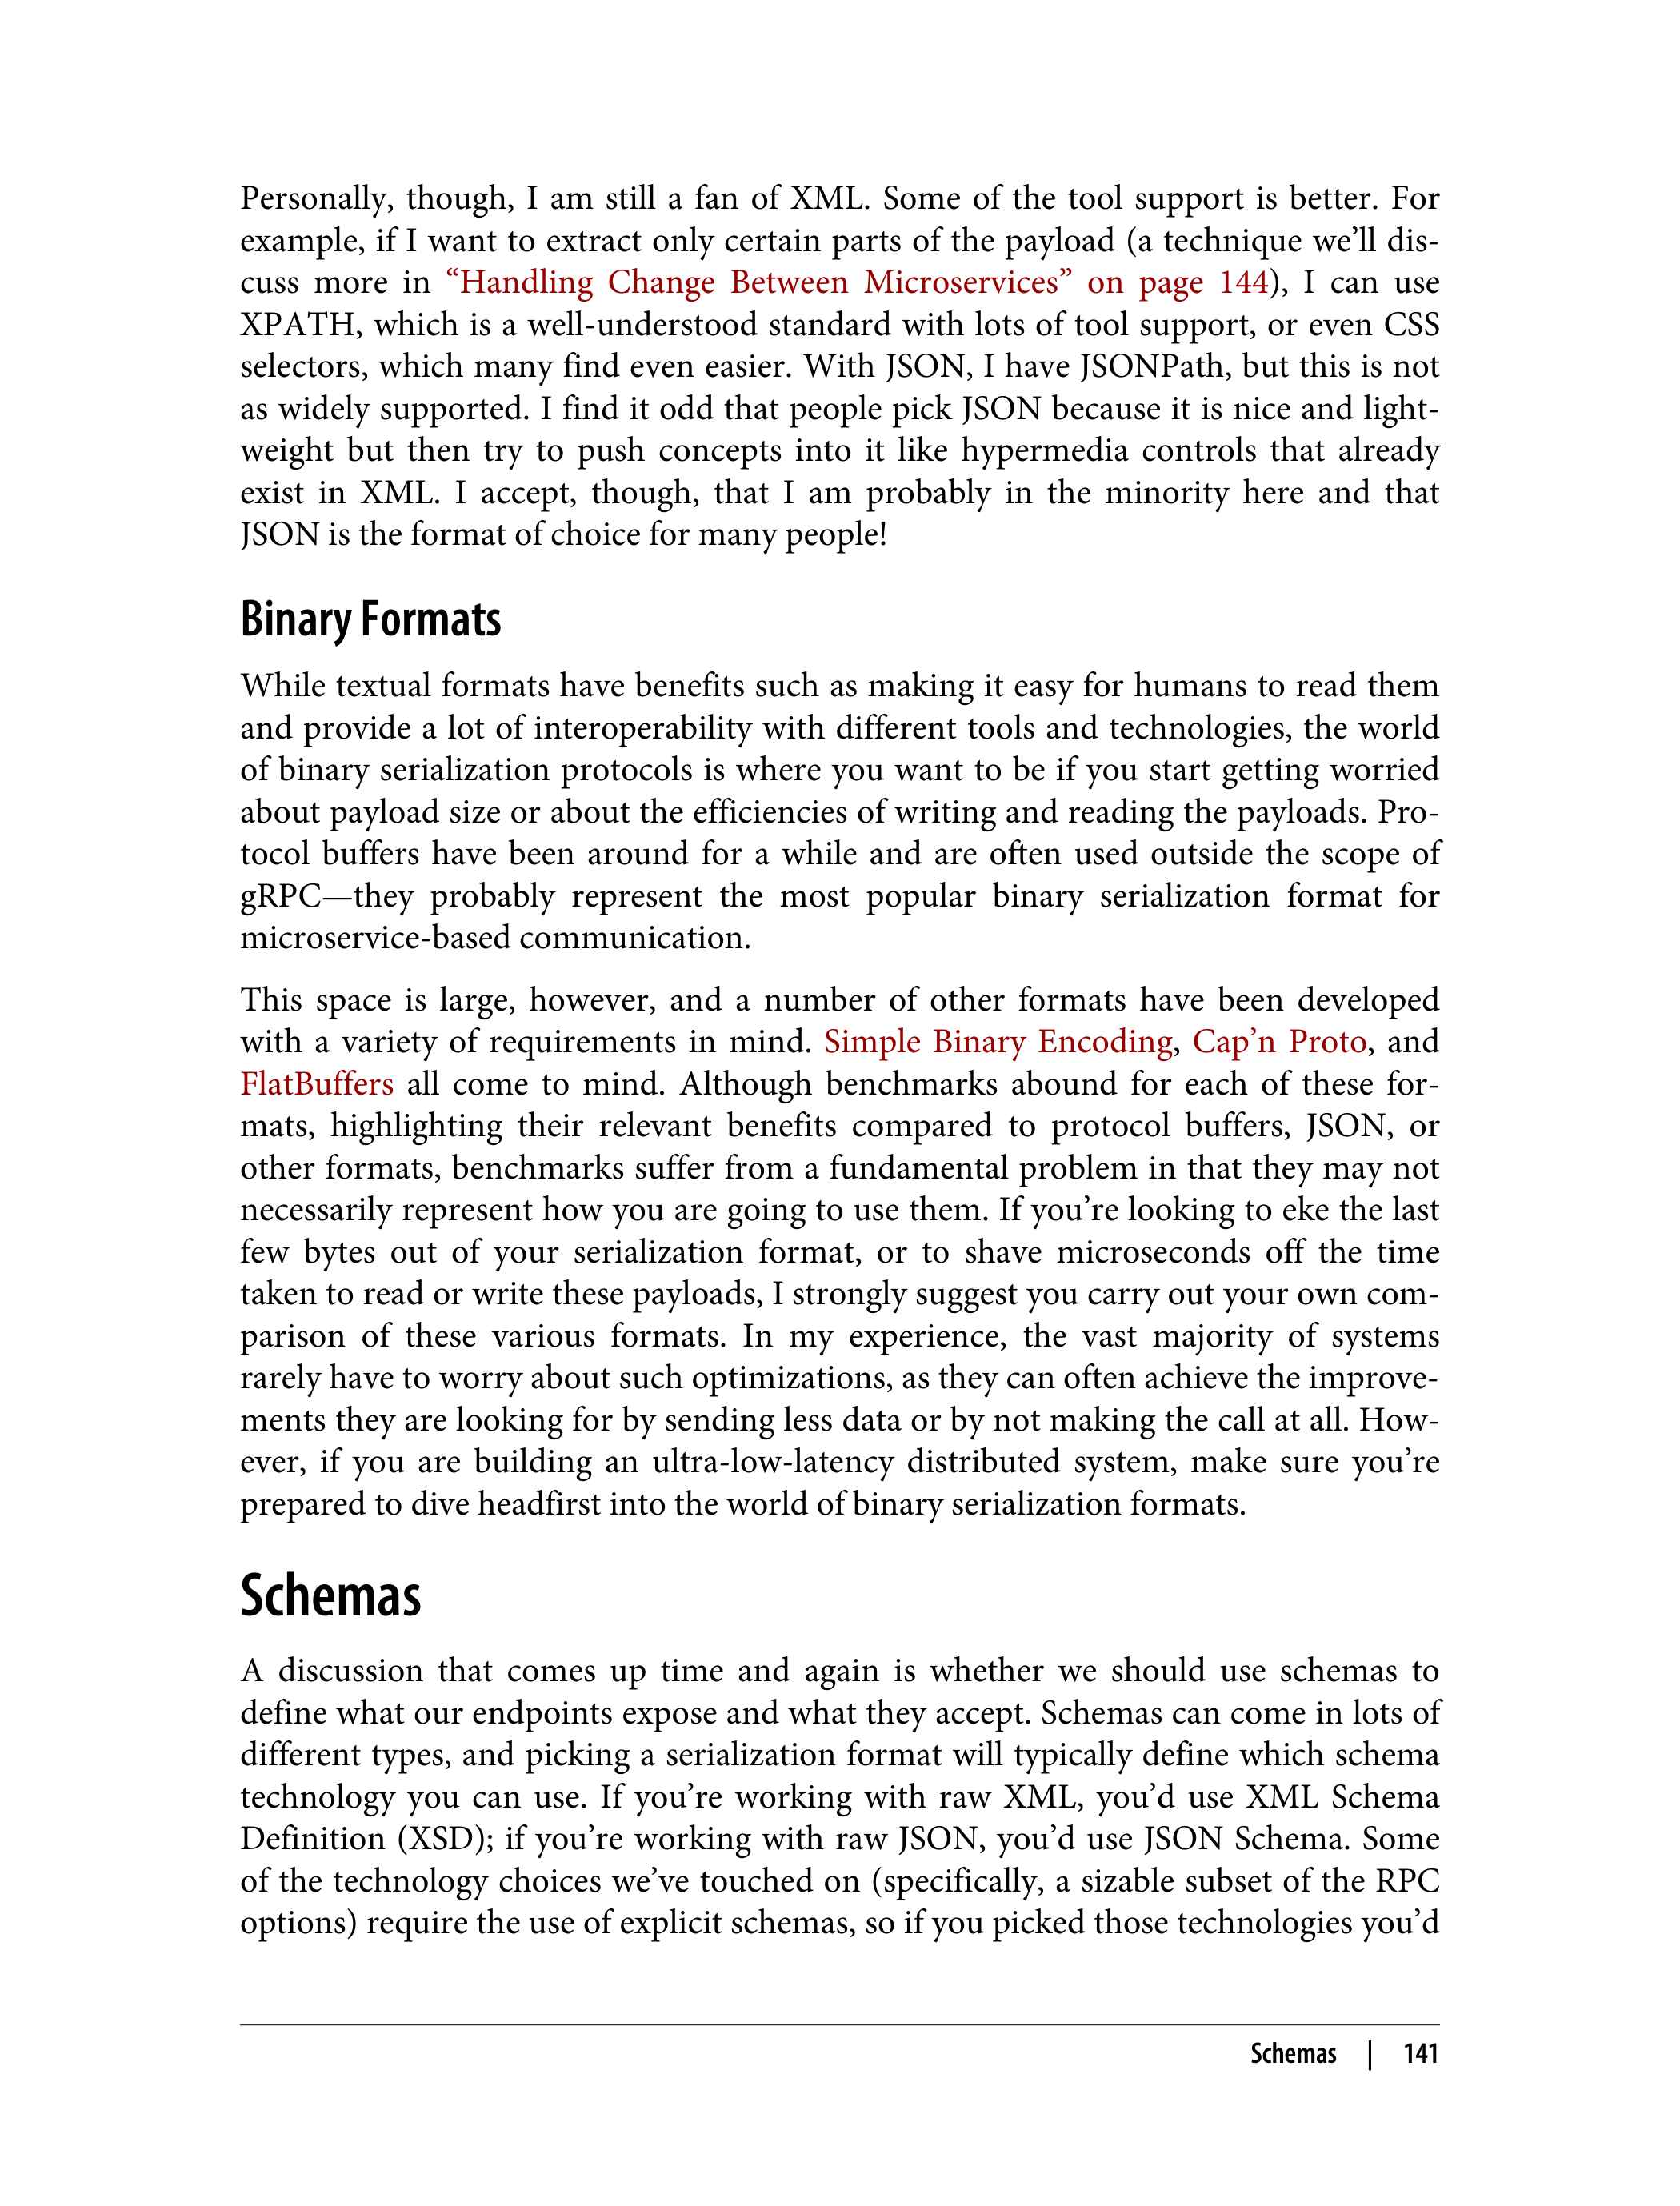 Personally, though, I am still a fan of XML. Some of the tool support is better. For
example, if I want to extract only certain parts of the payload (a technique we’ll dis-
cuss more in “Handling Change Between Microservices” on page 144), I can use
XPATH, which is a well-understood standard with lots of tool support, or even CSS
selectors, which many find even easier. With JSON, I have JSONPath, but this is not
as widely supported. I find it odd that people pick JSON because it is nice and light-
weight but then try to push concepts into it like hypermedia controls that already
exist in XML. I accept, though, that I am probably in the minority here and that
JSON is the format of choice for many people!
Binary Formats
While textual formats have benefits such as making it easy for humans to read them
and provide a lot of interoperability with different tools and technologies, the world
of binary serialization protocols is where you want to be if you start getting worried
about payload size or about the efficiencies of writing and reading the payloads. Pro-
tocol buffers have been around for a while and are often used outside the scope of
gRPC—they probably represent the most popular binary serialization format for
microservice-based communication.
This space is large, however, and a number of other formats have been developed
with a variety of requirements in mind. Simple Binary Encoding, Cap’n Proto, and
FlatBuffers all come to mind. Although benchmarks abound for each of these for-
mats, highlighting their relevant benefits compared to protocol buffers, JSON, or
other formats, benchmarks suffer from a fundamental problem in that they may not
necessarily represent how you are going to use them. If you’re looking to eke the last
few bytes out of your serialization format, or to shave microseconds off the time
taken to read or write these payloads, I strongly suggest you carry out your own com-
parison of these various formats. In my experience, the vast majority of systems
rarely have to worry about such optimizations, as they can often achieve the improve-
ments they are looking for by sending less data or by not making the call at all. How-
ever, if you are building an ultra-low-latency distributed system, make sure you’re
prepared to dive headfirst into the world of binary serialization formats.
Schemas
A discussion that comes up time and again is whether we should use schemas to
define what our endpoints expose and what they accept. Schemas can come in lots of
different types, and picking a serialization format will typically define which schema
technology you can use. If you’re working with raw XML, you’d use XML Schema
Definition (XSD); if you’re working with raw JSON, you’d use JSON Schema. Some
of the technology choices we’ve touched on (specifically, a sizable subset of the RPC
options) require the use of explicit schemas, so if you picked those technologies you’d
Schemas | 141